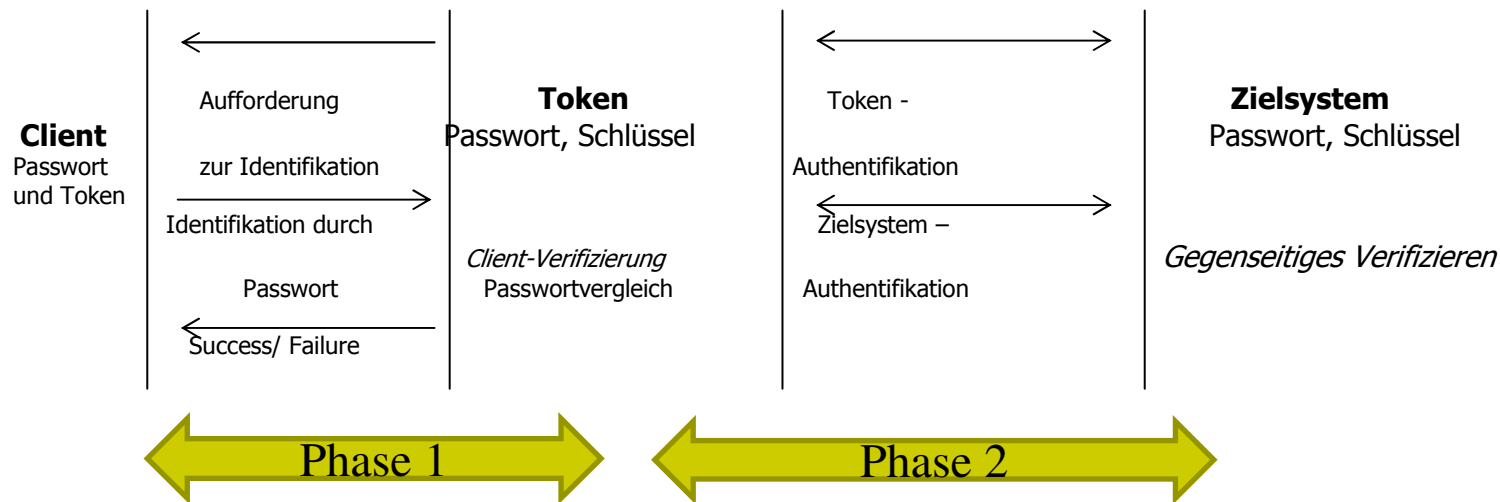 Client
Passwort
und Token
Aufforderung
zur Identifikation
Identifikation durch
Passwort
Success/ Failure
Token
Passwort, Schlüssel
Client-Verifizierung
Passwortvergleich
Token -
Authentifikation
Zielsystem –
Authentifikation
Zielsystem
Passwort, Schlüssel
Gegenseitiges Verifizieren
Phase 1
Phase 2